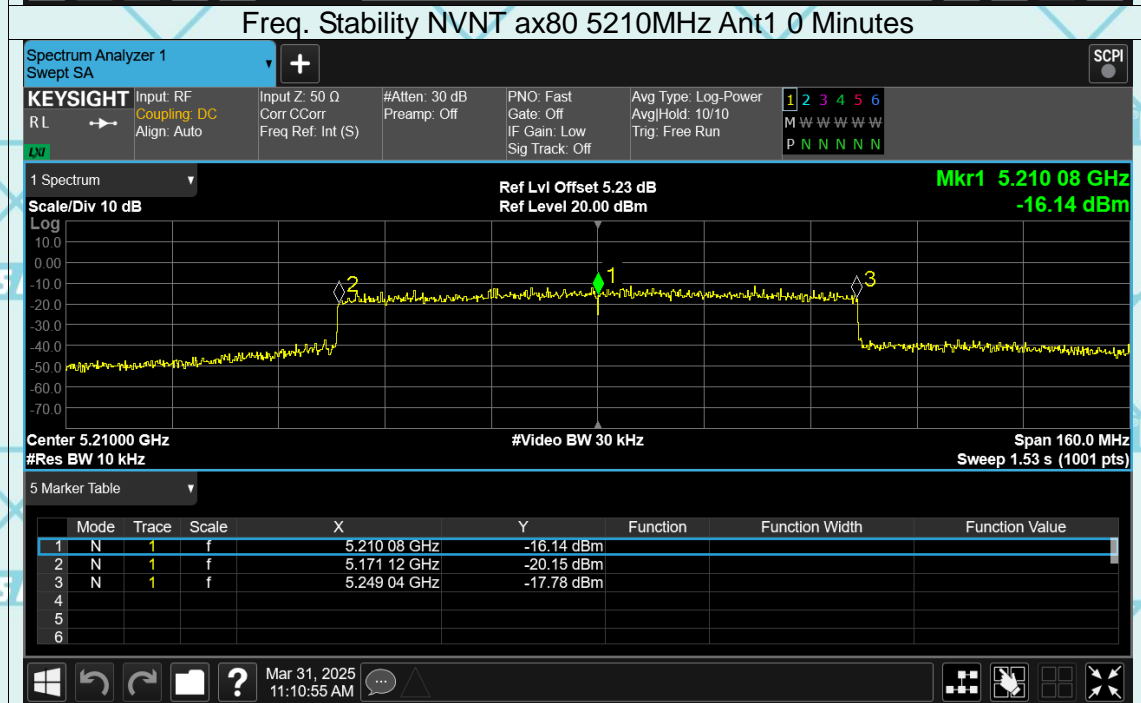 Freq. Stability NVNT ax80 5210MHz Ant1 0 Minutes
Spectrum Analyzer 1
Swept SA
+
SCPI
KEYSIGHT
RL
LXI
Input: RF
Coupling: DC
Align: Auto
Input Z: 50 Ω
Corr CCorr
Freq Ref: Int (S)
#Atten: 30 dB
Preamp: Off
PNO: Fast
Gate: Off
IF Gain: Low
Sig Track: Off
Avg Type: Log-Power
Avg|Hold: 10/10
Trig: Free Run
1 2 3 4 5 6
M W W W W W
P N N N N N
1 Spectrum
Scale/Div 10 dB
Ref Lvl Offset 5.23 dB
Ref Level 20.00 dBm
Mkr1 5.210 08 GHz
-16.14 dBm
Log
10.0
0.00
-10.0
-20.0
-30.0
-40.0
-50.0
-60.0
-70.0
2
1
3
Center 5.21000 GHz
#Video BW 30 kHz
Span 160.0 MHz
#Res BW 10 kHz
Sweep 1.53 s (1001 pts)
5 Marker Table
Mode Trace Scale X Y Function Function Width Function Value
1 N 1 f 5.210 08 GHz -16.14 dBm
2 N 1 f 5.171 12 GHz -20.15 dBm
3 N 1 f 5.249 04 GHz -17.78 dBm
4
5
6
?
Mar 31, 2025
11:10:55 AM